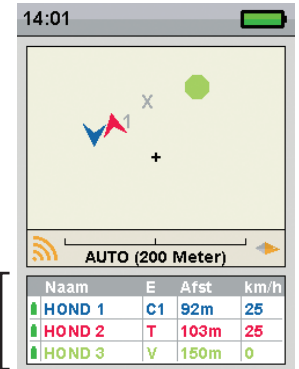 14:01
X
1
+
AUTO (200 Meter)
Naam E Afst km/h
HOND 1 C1 92m 25
HOND 2 T 103m 25
HOND 3 V 150m 0